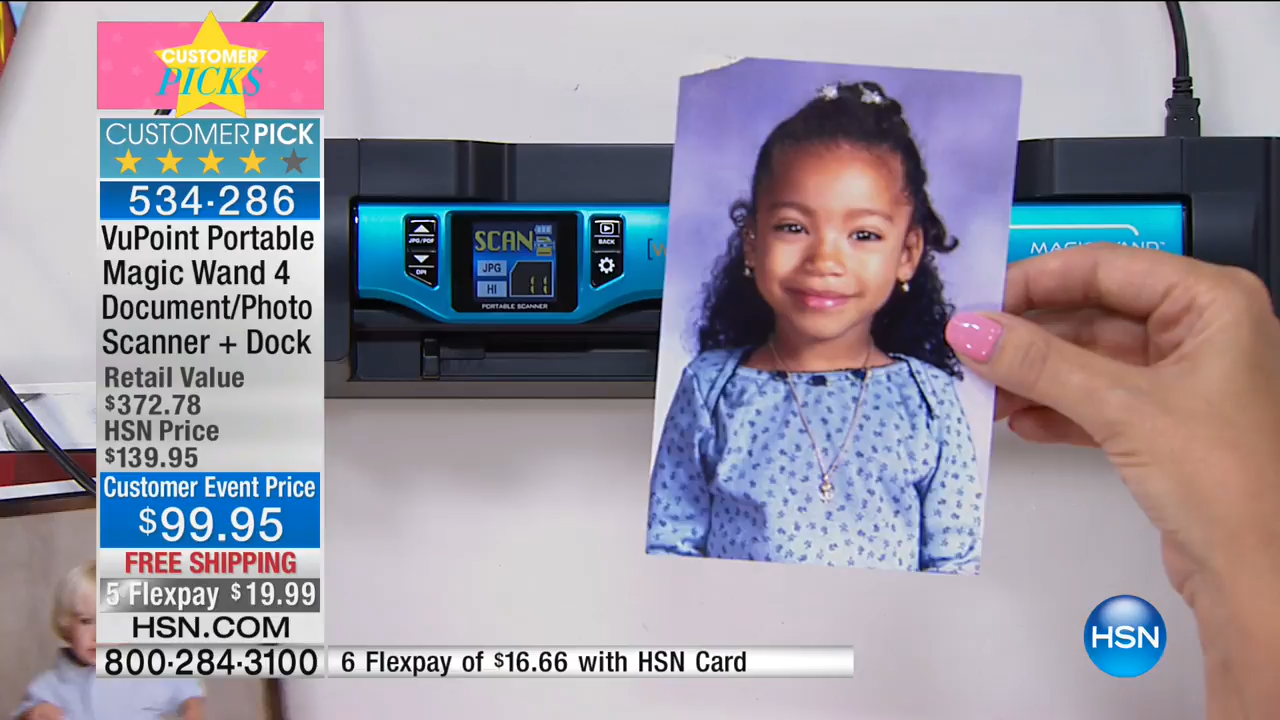 CUSTOMER
PICKS
CUSTOMER PICK
534·286
VuPoint Portable
Magic Wand 4
Document/Photo
Scanner + Dock
Retail Value
$372.78
HSN Price
$139.95
Customer Event Price
$99.95
FREE SHIPPING
5 Flexpay $19.99
HSN.COM
800·284·3100
6 Flexpay of $16.66 with HSN Card
JPG/PDF
DPI
SCAN
JPG
HI
11
PORTABLE SCANNER
BACK
MAGIC WAND
HSN